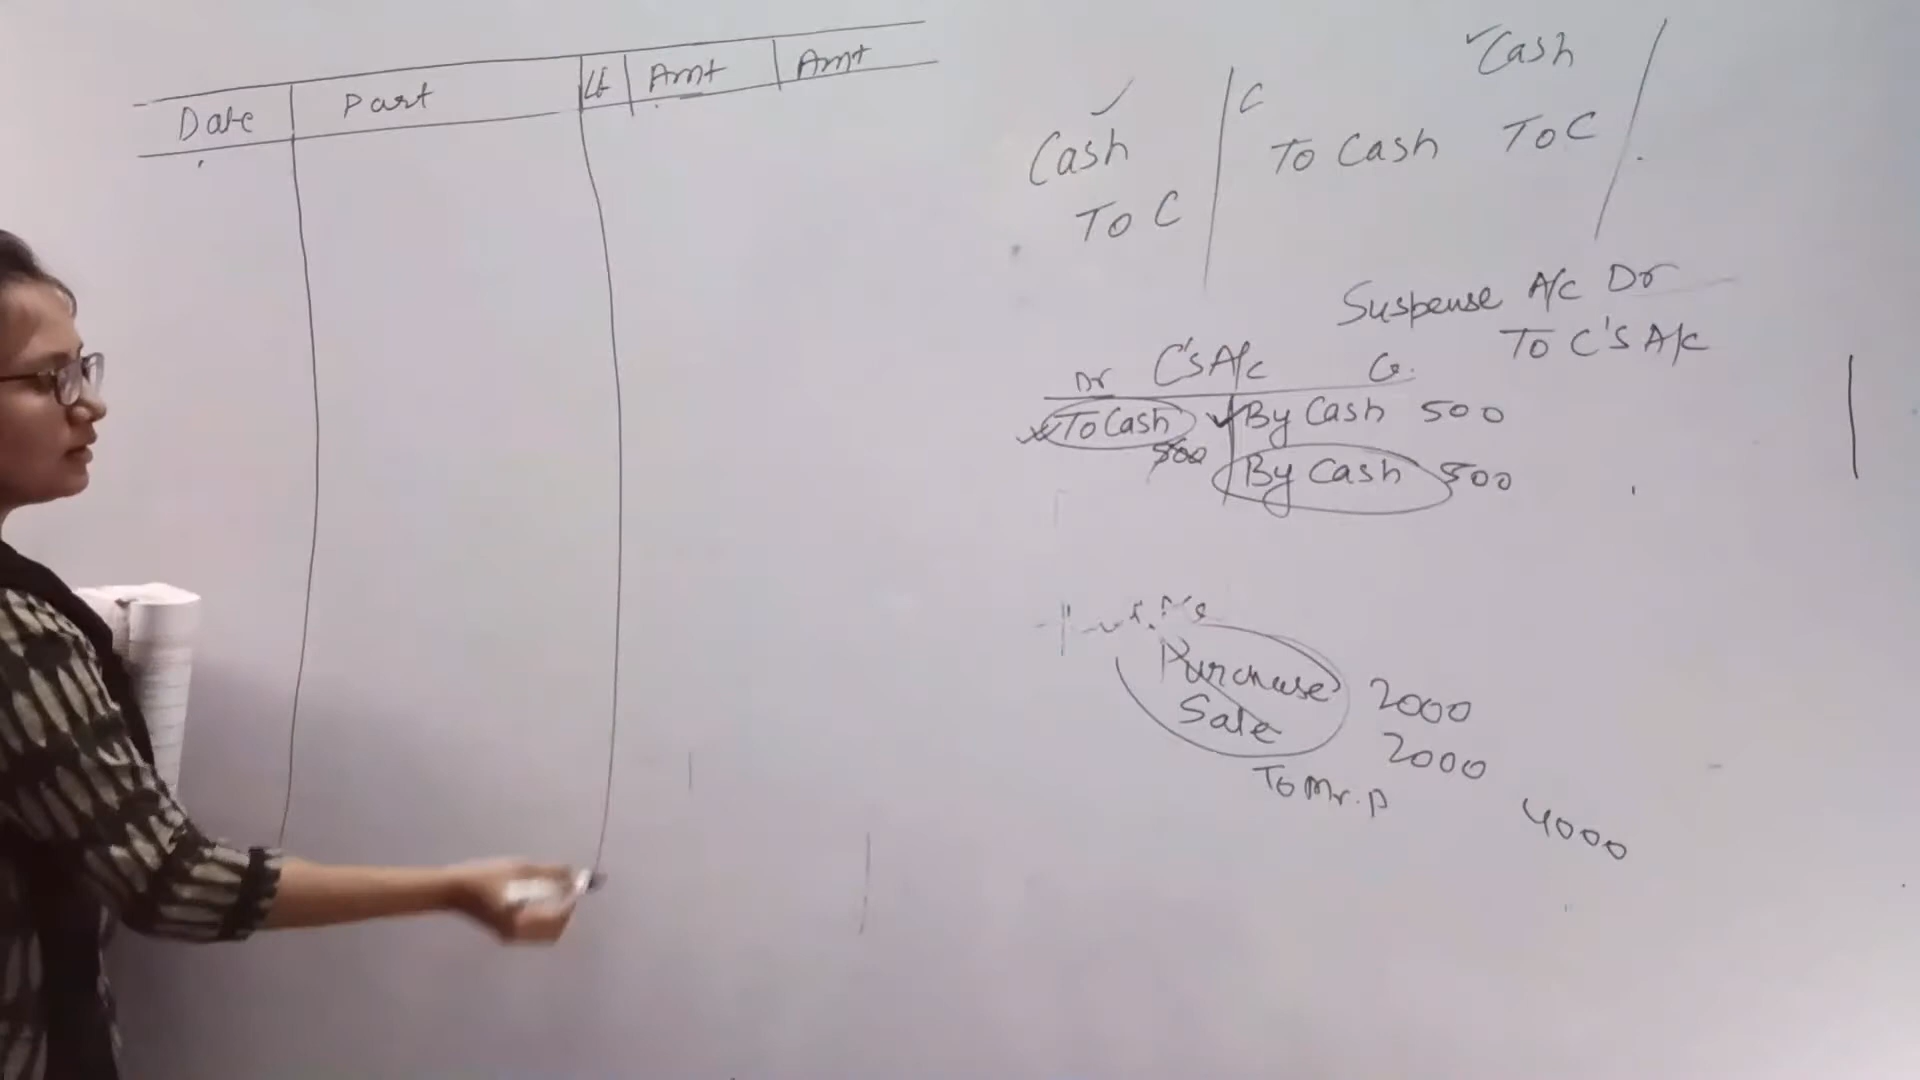 Date Part LF Amt Amt
Cash
To C
C
To Cash
Cash
To C
Suspense A/c Dr
To C's A/c
Dr C's A/c Cr.
To Cash 500 By Cash 500
By Cash 500
Purchase 2000
Sale 2000
To Mr. P 4000